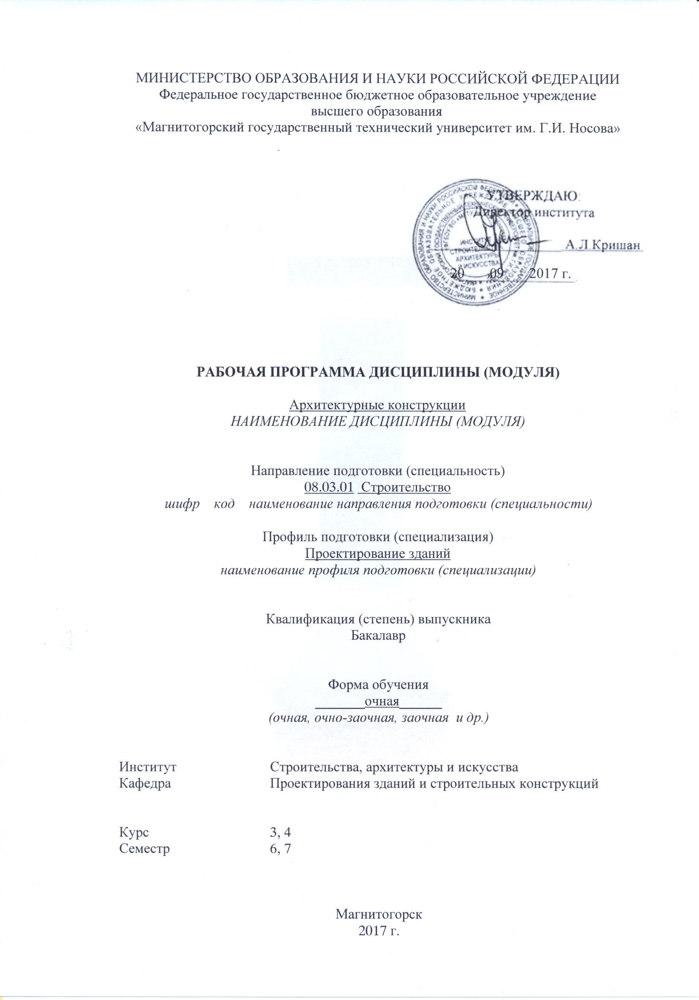 МИНИСТЕРСТВО ОБРАЗОВАНИЯ И НАУКИ РОССИЙСКОЙ ФЕДЕРАЦИИ
Федеральное государственное бюджетное образовательное учреждение
высшего образования
«Магнитогорский государственный технический университет им. Г.И. Носова»
УТВЕРЖДАЮ:
Директор института
А.Л.Кришан
20 09 2017 г.
ИНСТИТУТ
СТРОИТЕЛЬСТВА,
АРХИТЕКТУРЫ
И ИСКУССТВА
РАБОЧАЯ ПРОГРАММА ДИСЦИПЛИНЫ (МОДУЛЯ)
Архитектурные конструкции
НАИМЕНОВАНИЕ ДИСЦИПЛИНЫ (МОДУЛЯ)
Направление подготовки (специальность)
08.03.01 Строительство
шифр код наименование направления подготовки (специальности)
Профиль подготовки (специализация)
Проектирование зданий
наименование профиля подготовки (специализации)
Квалификация (степень) выпускника
Бакалавр
Форма обучения
_______очная______
(очная, очно-заочная, заочная и др.)
Институт Строительства, архитектуры и искусства
Кафедра Проектирования зданий и строительных конструкций
Курс 3, 4
Семестр 6, 7
Магнитогорск
2017 г.